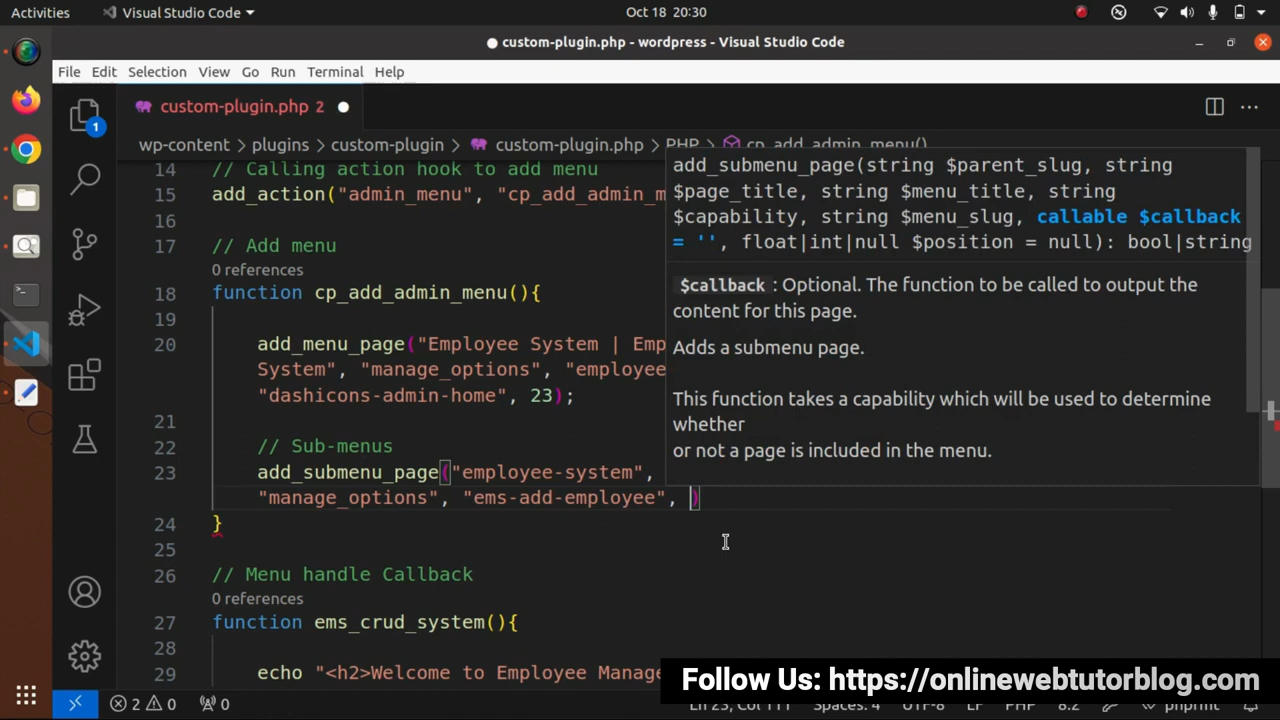 Activities
Visual Studio Code
Oct 18 20:30
custom-plugin.php - wordpress - Visual Studio Code
File Edit Selection View Go Run Terminal Help
custom-plugin.php 2
1
wp-content > plugins > custom-plugin > custom-plugin.php > PHP > cp_add_admin_menu()
14 // Calling action hook to add menu
15 add_action("admin_menu", "cp_add_admin_m
16
17 // Add menu
0 references
18 function cp_add_admin_menu(){
19
20 add_menu_page("Employee System | Emp
System", "manage_options", "employee
"dashicons-admin-home", 23);
21
22 // Sub-menus
23 add_submenu_page("employee-system",
"manage_options", "ems-add-employee", )
24 }
25
26 // Menu handle Callback
0 references
27 function ems_crud_system(){
28
29 echo "<h2>Welcome to Employee Manage
add_submenu_page(string $parent_slug, string
$page_title, string $menu_title, string
$capability, string $menu_slug, callable $callback
= '', float|int|null $position = null): bool|string
$callback : Optional. The function to be called to output the
content for this page.
Adds a submenu page.
This function takes a capability which will be used to determine
whether
or not a page is included in the menu.
Follow Us: https://onlinewebtutorblog.com
2 0 0
Ln 23, Col 111 Spaces: 4 UTF-8 LF PHP 8.2 phpfmt